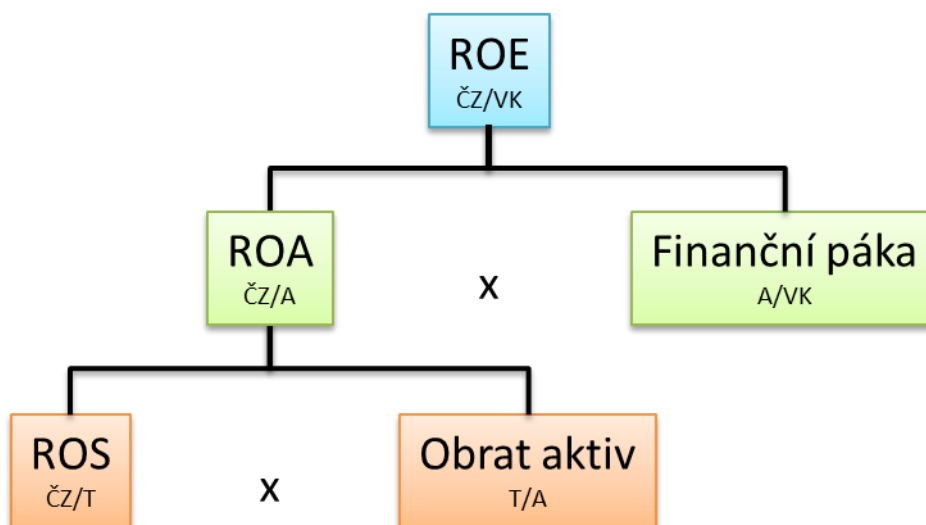 ROE
ČZ/VK
ROA
ČZ/A
x
Finanční páka
A/VK
ROS
ČZ/T
x
Obrat aktiv
T/A